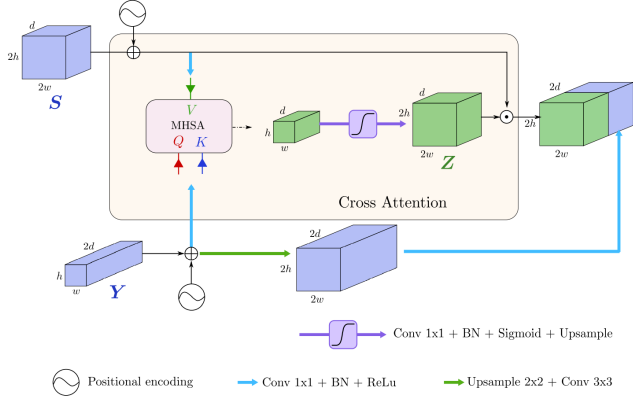 d
2h
2w
S
V
MHSA
Q K
d
h
w
d
2h
2w
Z
2d
2h
2w
Cross Attention
2d
h
w
Y
2d
2h
2w
Conv 1x1 + BN + Sigmoid + Upsample
Positional encoding
Conv 1x1 + BN + ReLu
Upsample 2x2 + Conv 3x3